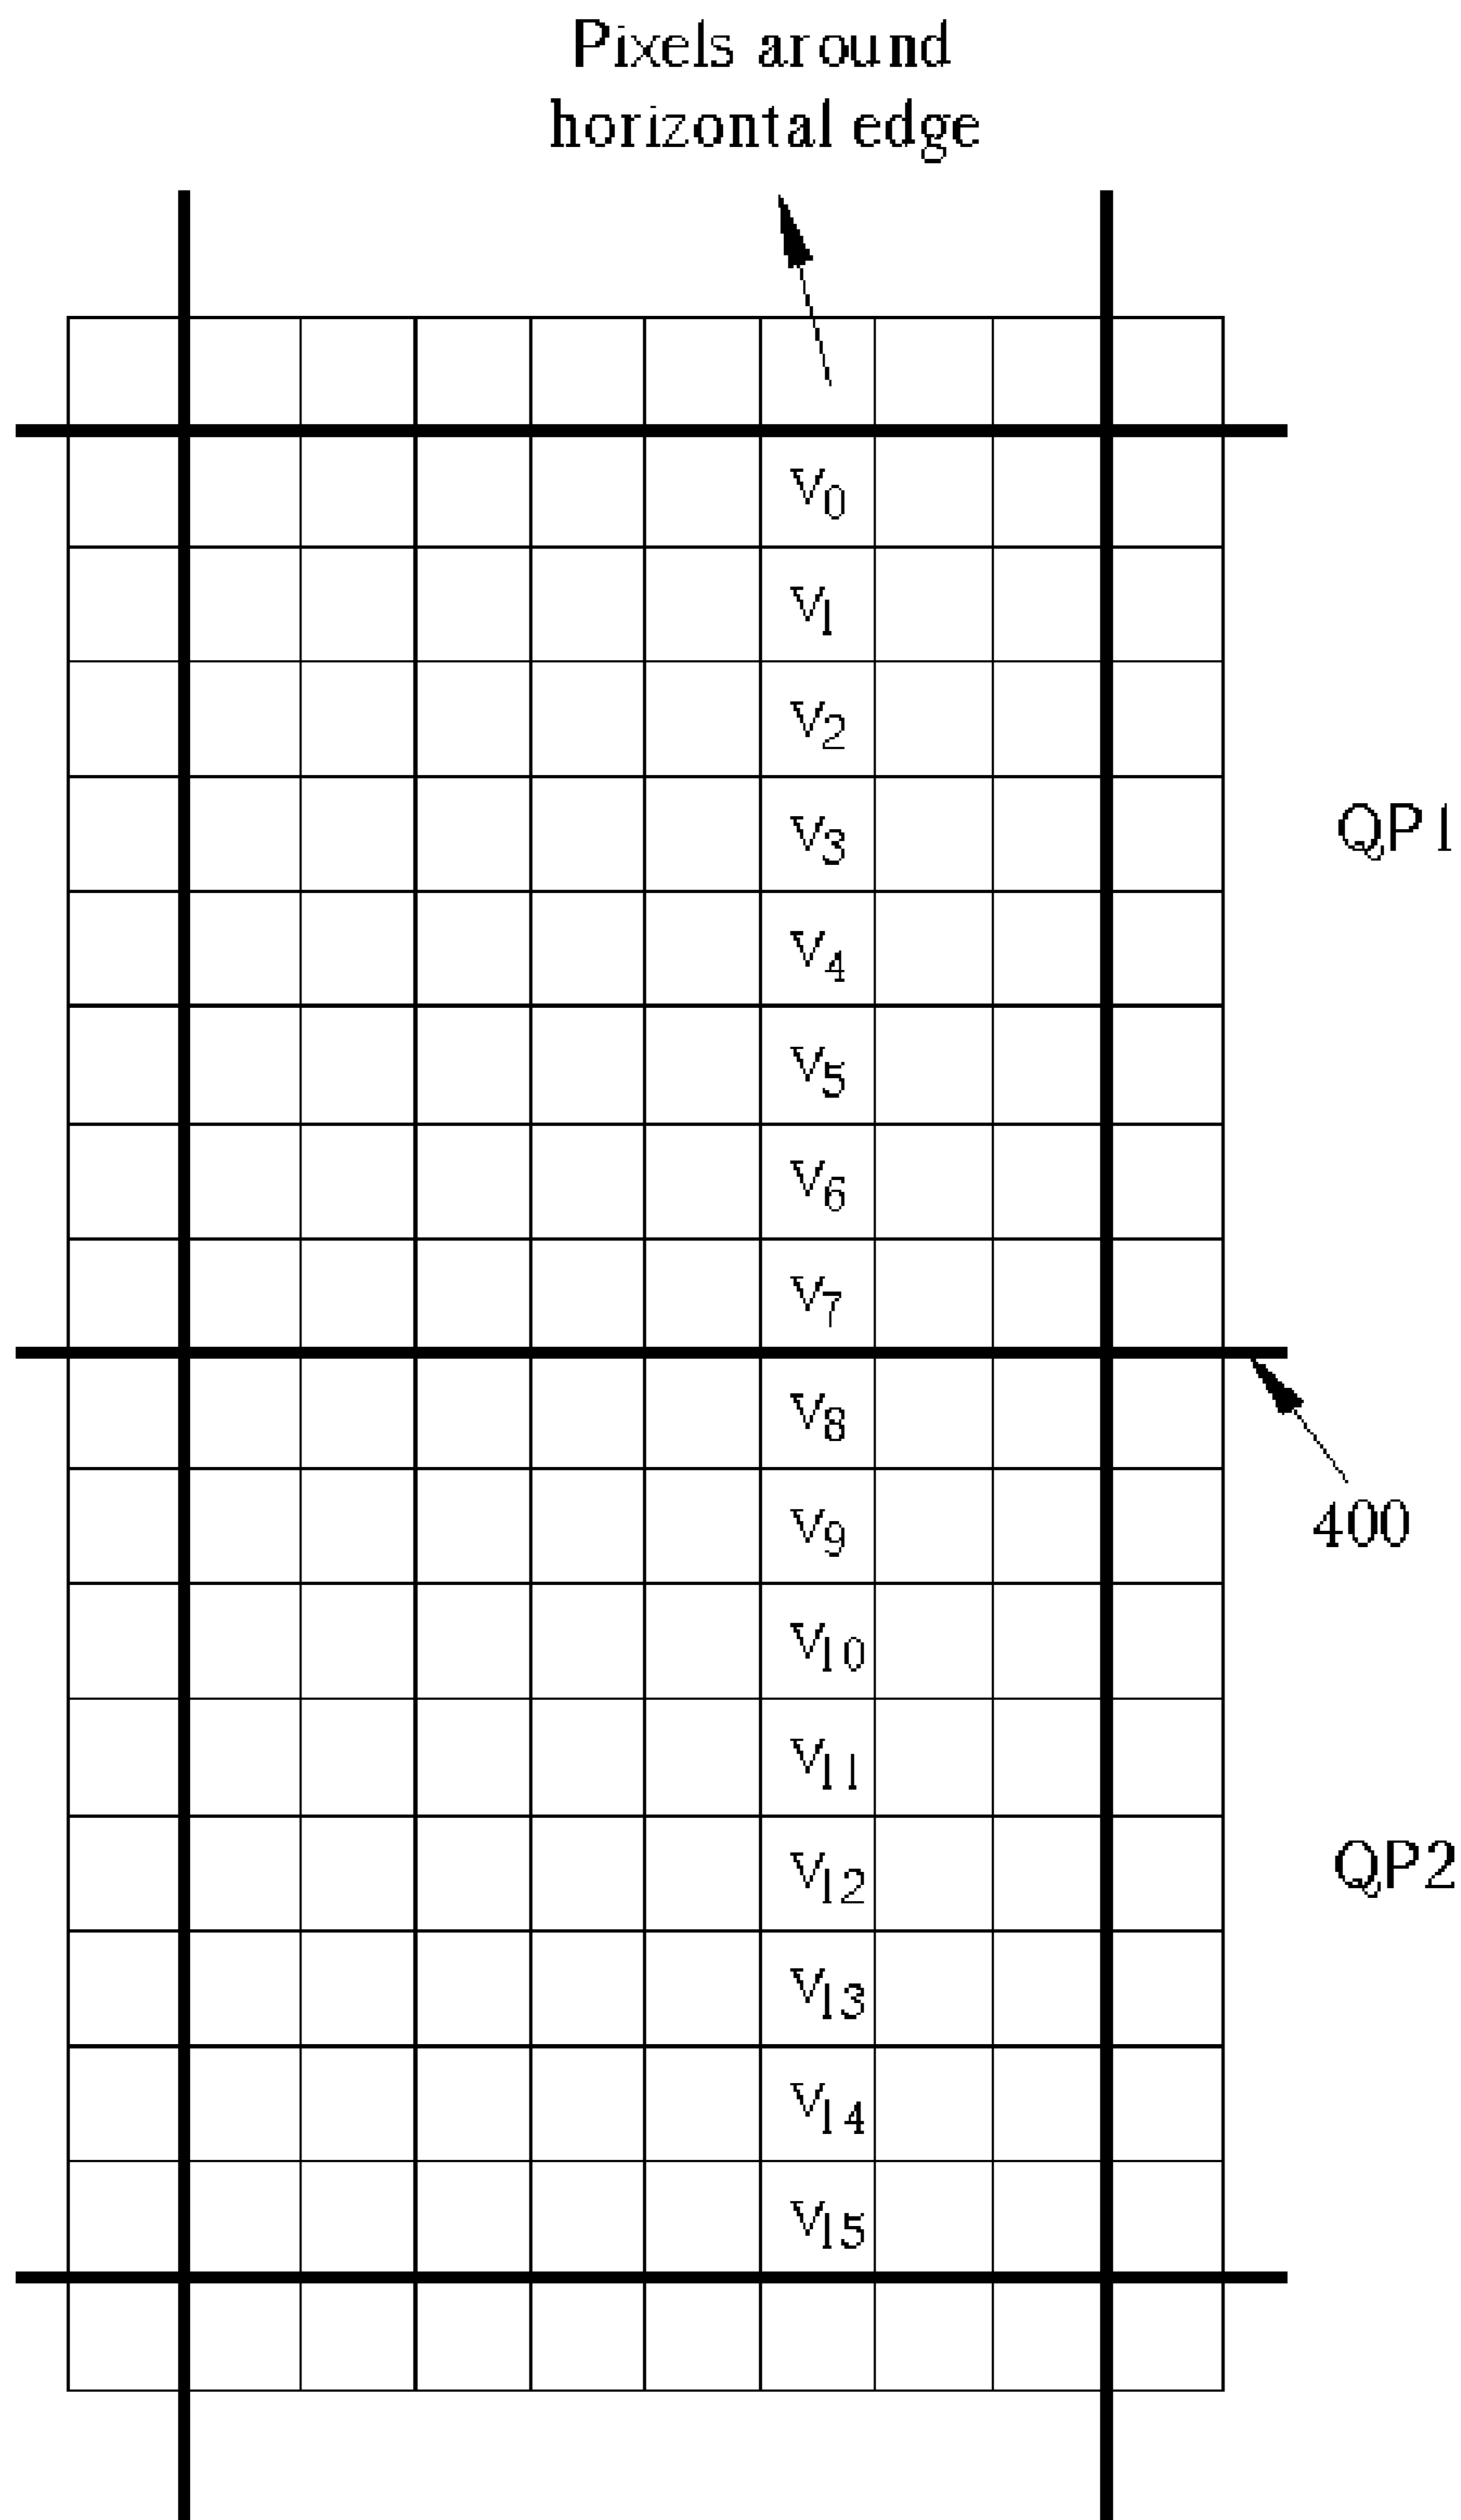 Pixels around
horizontal edge
V0
V1
V2
V3
QP1
V4
V5
V6
V7
V8
V9
400
V10
V11
V12
QP2
V13
V14
V15